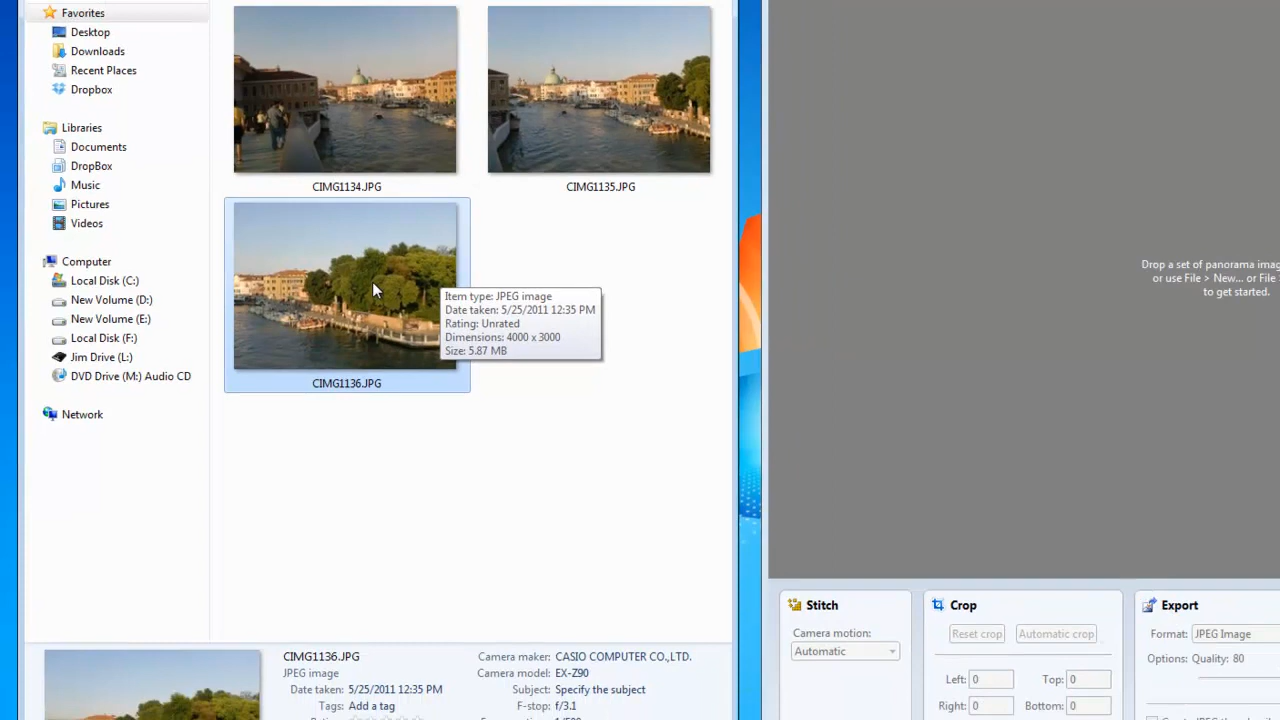 Favorites
Desktop
Downloads
Recent Places
Dropbox
Libraries
Documents
DropBox
Music
Pictures
Videos
Computer
Local Disk (C:)
New Volume (D:)
New Volume (E:)
Local Disk (F:)
Jim Drive (L:)
DVD Drive (M:) Audio CD
Network
CIMG1134.JPG
CIMG1135.JPG
Item type: JPEG image
Date taken: 5/25/2011 12:35 PM
Rating: Unrated
Dimensions: 4000 x 3000
Size: 5.87 MB
CIMG1136.JPG
CIMG1136.JPG
JPEG image
Date taken: 5/25/2011 12:35 PM
Tags: Add a tag
Camera maker: CASIO COMPUTER CO.,LTD.
Camera model: EX-Z90
Subject: Specify the subject
F-stop: f/3.1
Drop a set of panorama
or use File > New... or File >
to get started.
Stitch
Camera motion:
Automatic
Crop
Reset crop
Automatic crop
Left: 0
Top: 0
Right: 0
Bottom: 0
Export
Format: JPEG Image
Options: Quality: 80